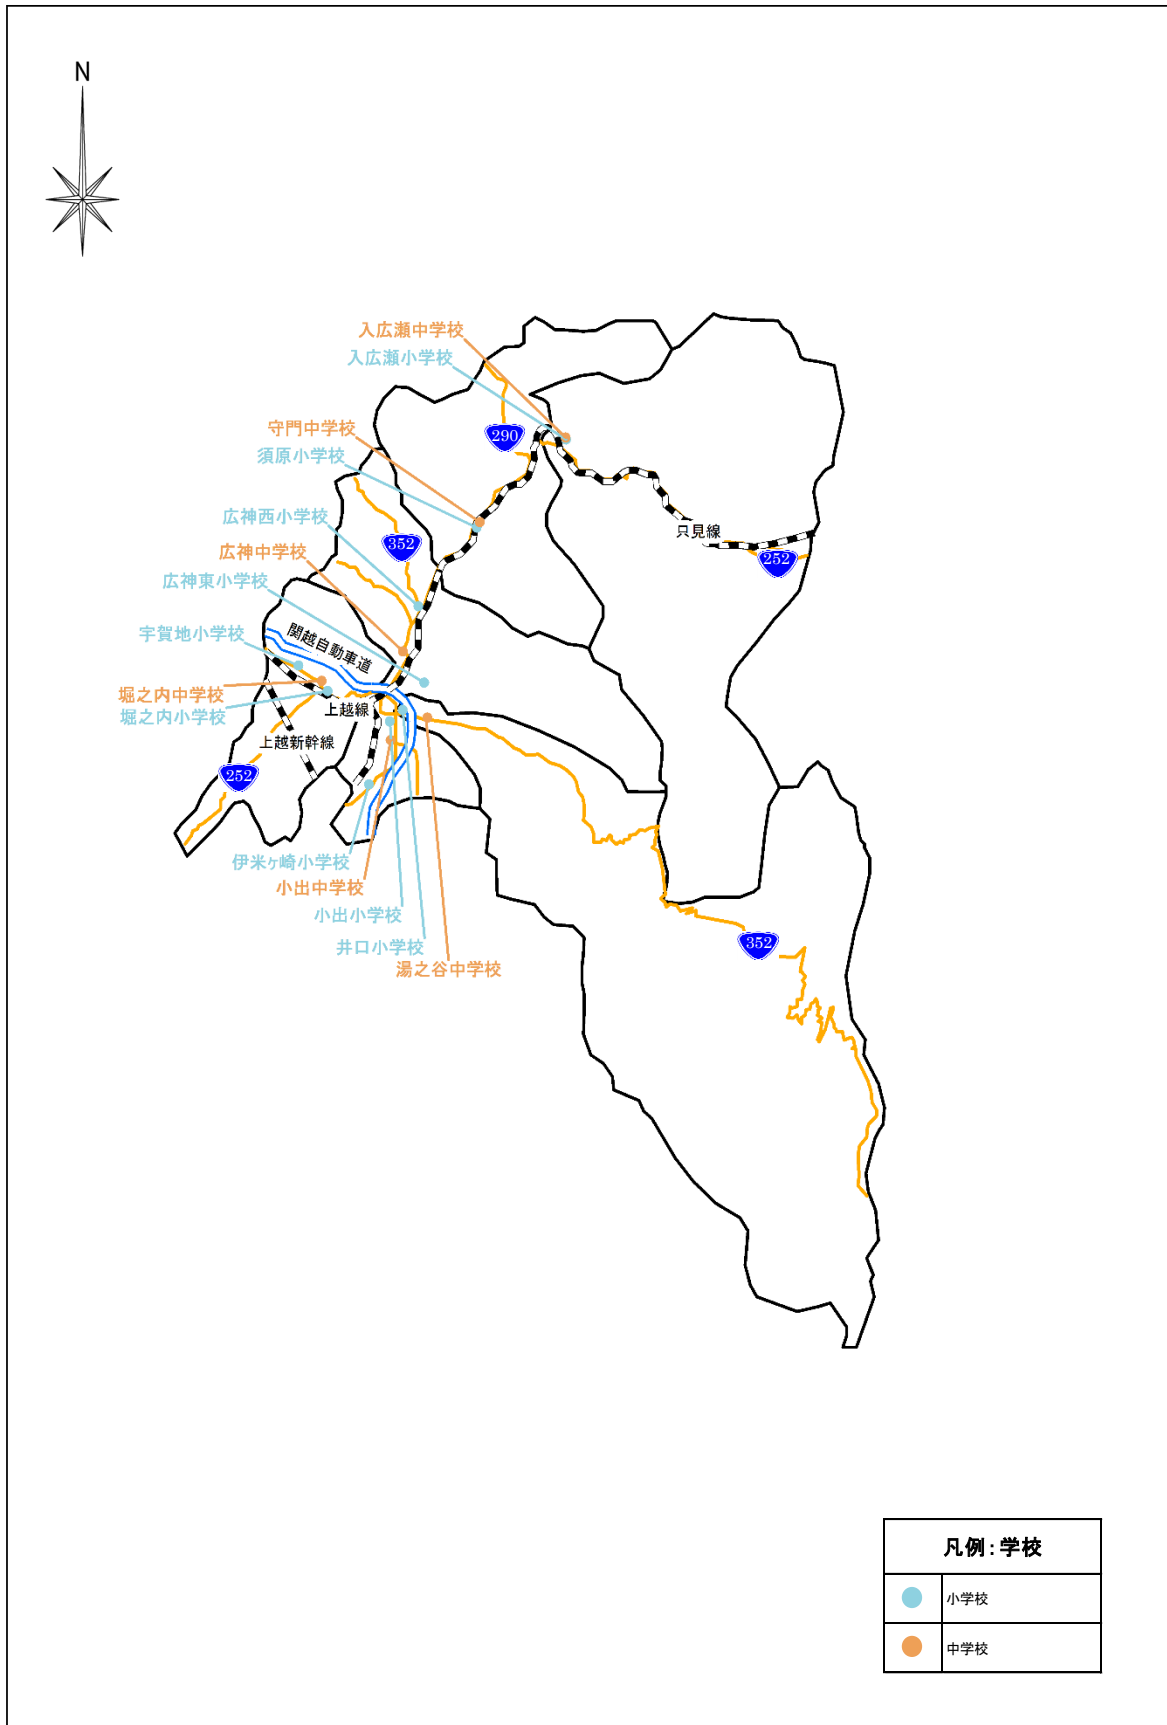 N
入広瀬中学校
入広瀬小学校
守門中学校
290
須原小学校
広神西小学校
只見線
352
広神中学校
252
広神東小学校
宇賀地小学校
関越自動車道
堀之内中学校
堀之内小学校
上越線
上越新幹線
252
伊米ヶ崎小学校
小出中学校
小出小学校
井口小学校
352
湯之谷中学校
凡例:学校
小学校
中学校